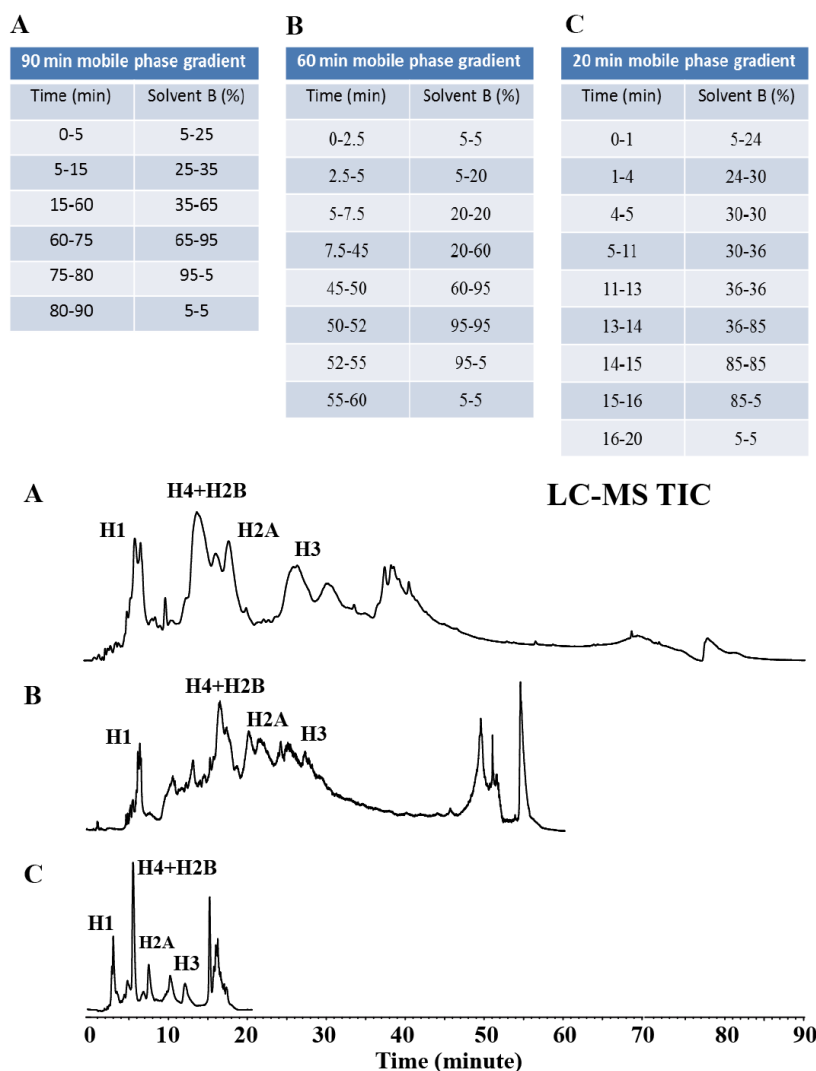 A
B
C
90 min mobile phase gradient
Time (min) Solvent B (%)
0-5 5-25
5-15 25-35
15-60 35-65
60-75 65-95
75-80 95-5
80-90 5-5
60 min mobile phase gradient
Time (min) Solvent B (%)
0-2.5 5-5
2.5-5 5-20
5-7.5 20-20
7.5-45 20-60
45-50 60-95
50-52 95-95
52-55 95-5
55-60 5-5
20 min mobile phase gradient
Time (min) Solvent B (%)
0-1 5-24
1-4 24-30
4-5 30-30
5-11 30-36
11-13 36-36
13-14 36-85
14-15 85-85
15-16 85-5
16-20 5-5
A
H4+H2B
LC-MS TIC
H1
H2A
H3
B
H4+H2B
H2A
H1
H3
C
H4+H2B
H1
H2A
H3
0 10 20 30 40 50 60 70 80 90
Time (minute)